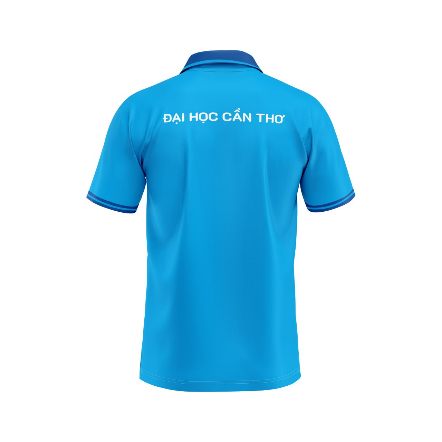 ĐẠI HỌC CẦN THƠ